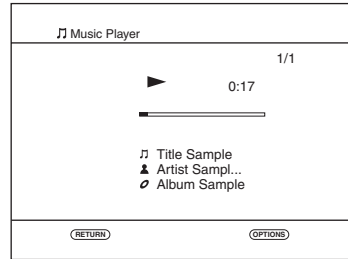 Music Player
1/1
0:17
Title Sample
Artist Sampl...
Album Sample
RETURN
OPTIONS